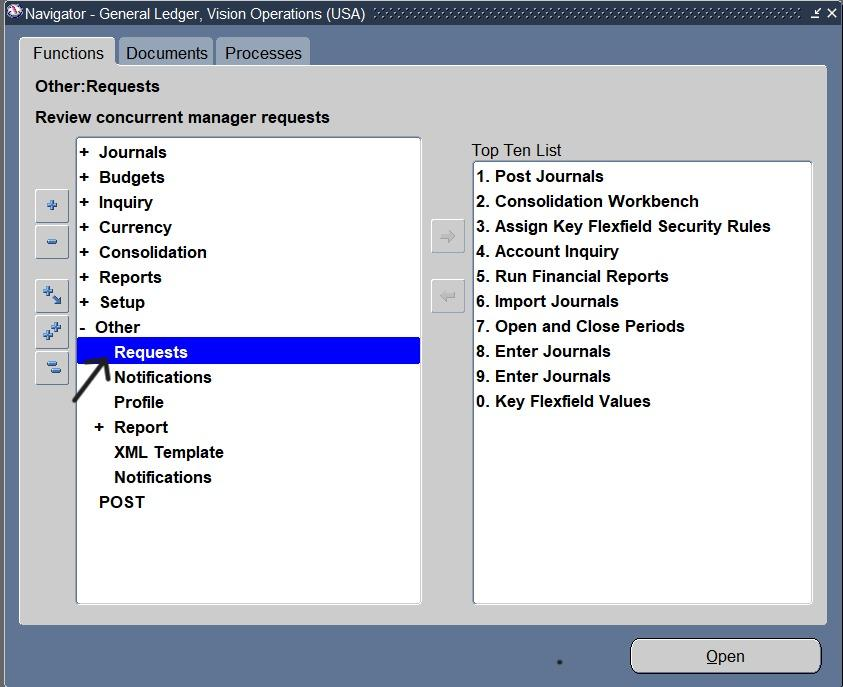 Navigator - General Ledger, Vision Operations (USA)
Functions
Documents
Processes
Other:Requests
Review concurrent manager requests
+ Journals
+ Budgets
+ Inquiry
+ Currency
+ Consolidation
+ Reports
+ Setup
- Other
Requests
Notifications
Profile
+ Report
XML Template
Notifications
POST
Top Ten List
1. Post Journals
2. Consolidation Workbench
3. Assign Key Flexfield Security Rules
4. Account Inquiry
5. Run Financial Reports
6. Import Journals
7. Open and Close Periods
8. Enter Journals
9. Enter Journals
0. Key Flexfield Values
Open